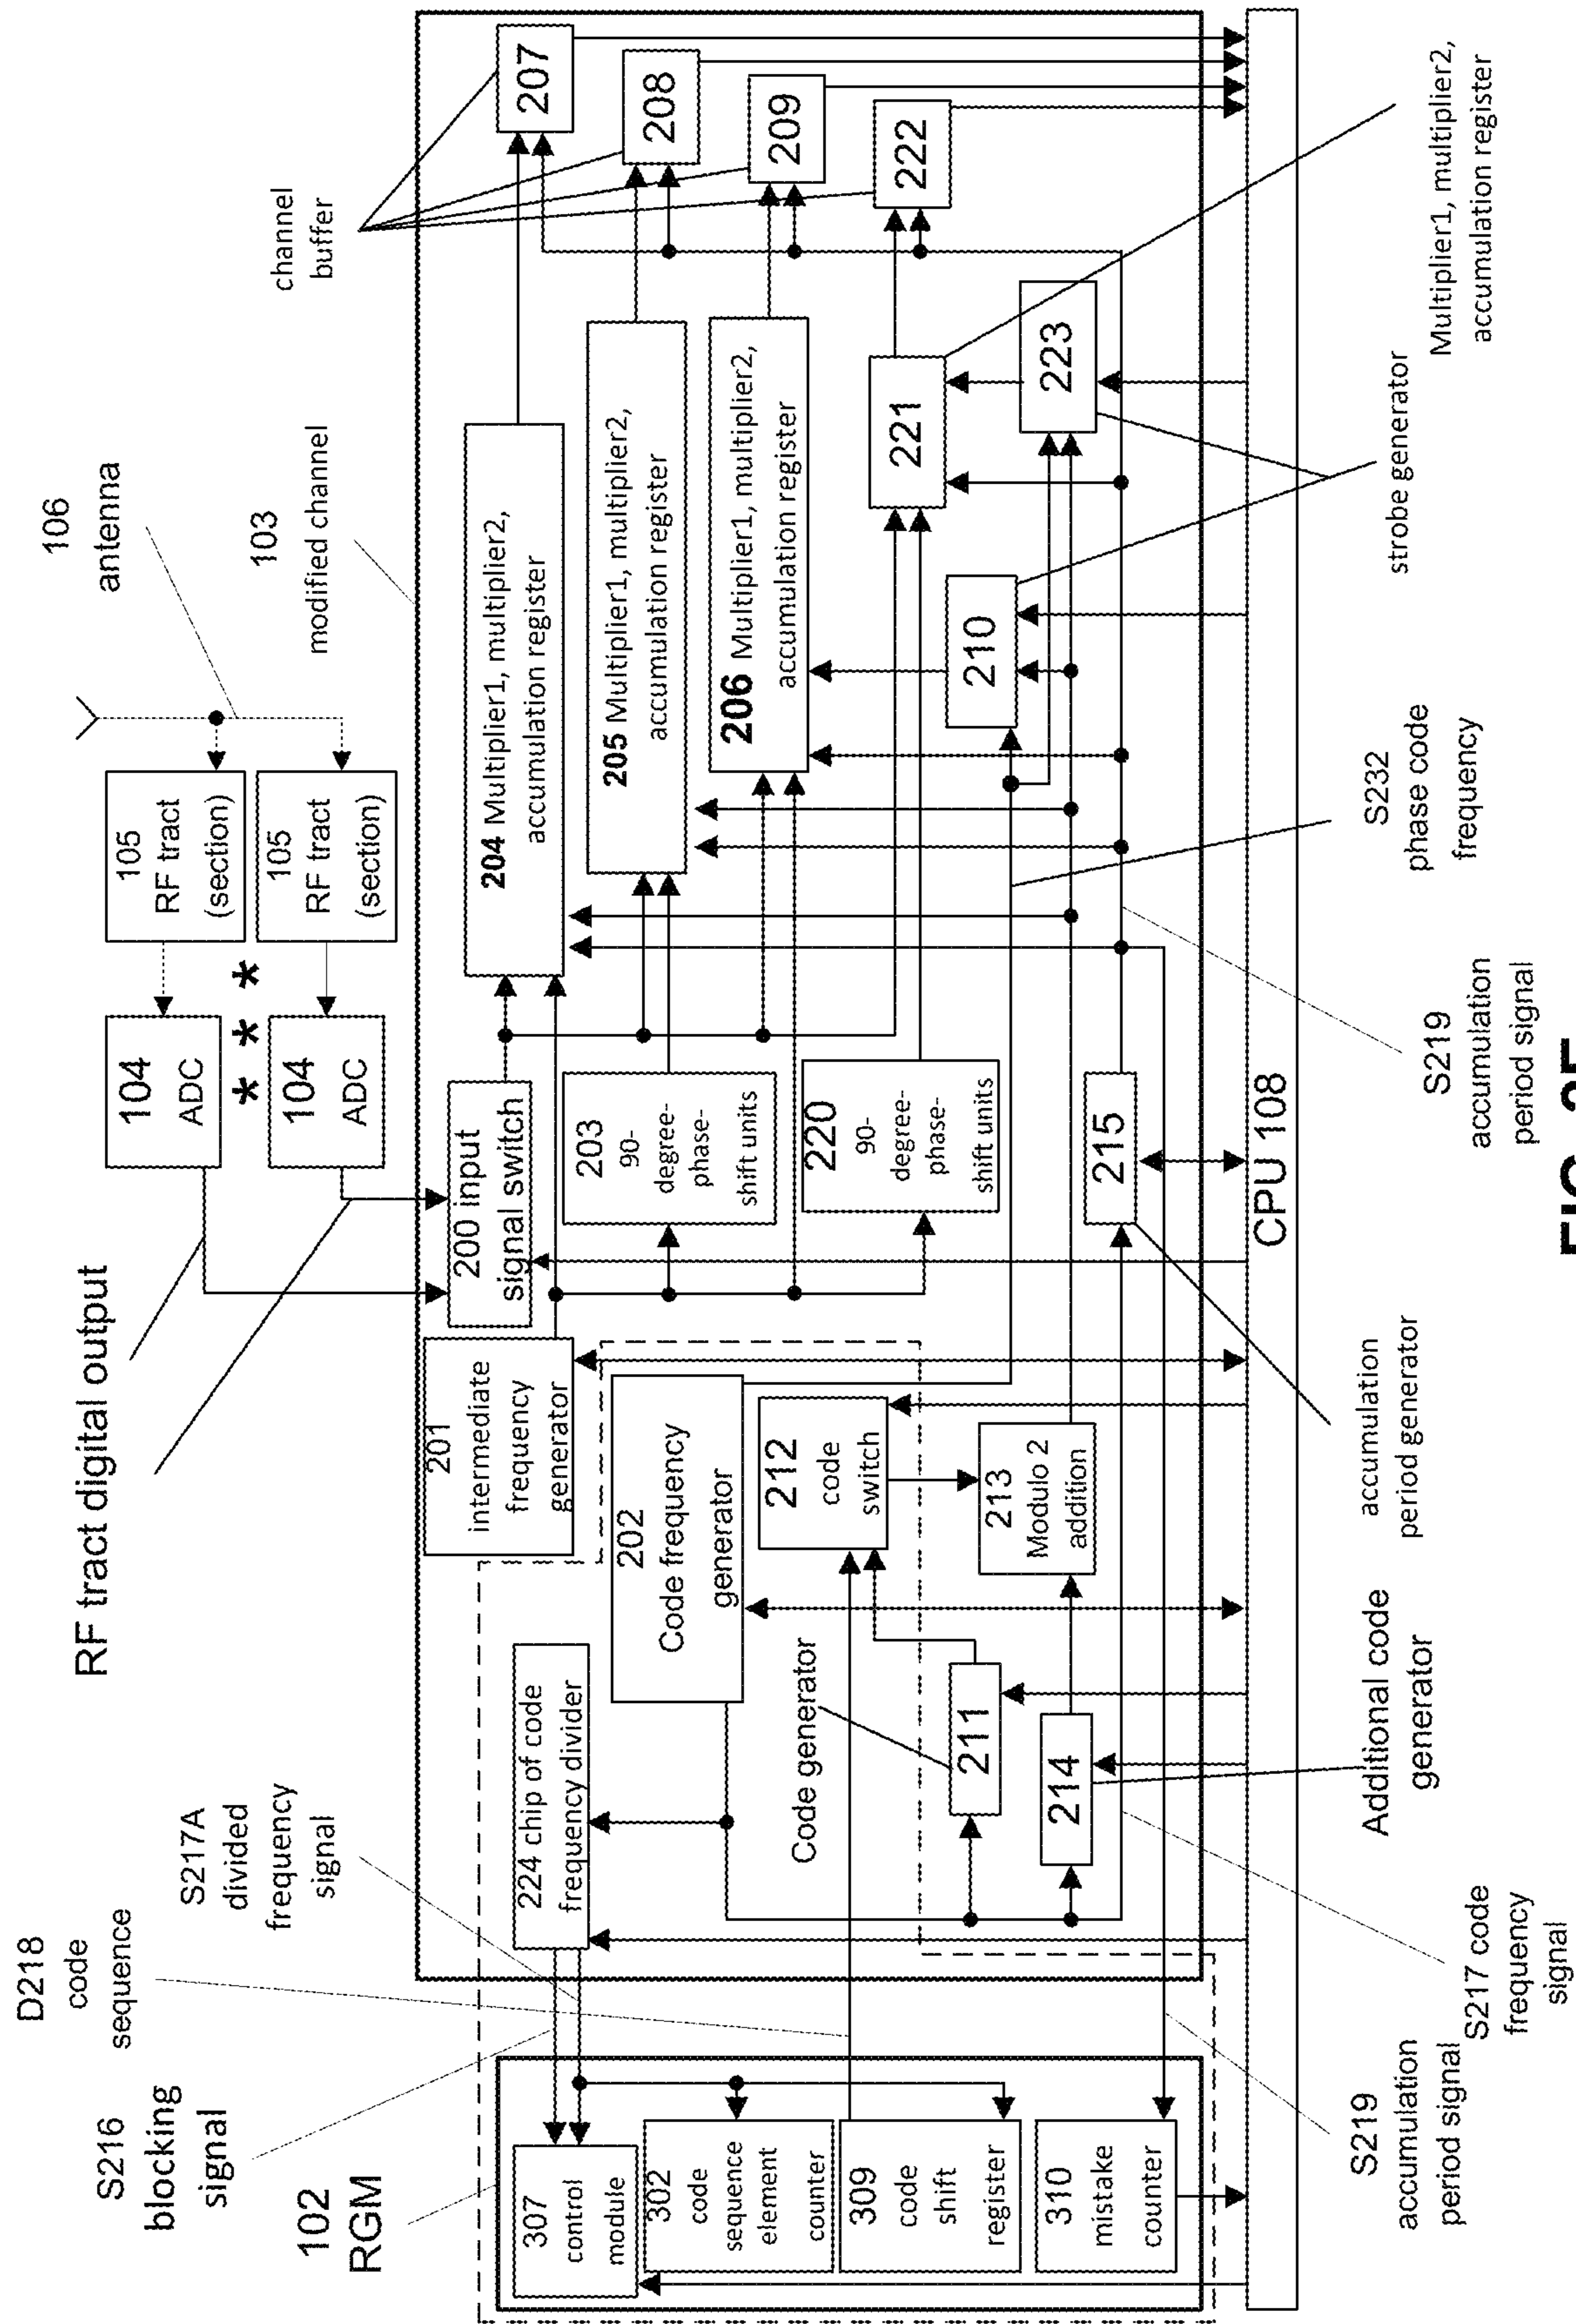 106
antenna
103
modified channel
channel
buffer
RF tract digital output
105
RF tract
(section)
105
RF tract
(section)
104
ADC
* * *
104
ADC
D218
code
sequence
S217A
divided
frequency
signal
S216
blocking
signal
102
RGM
307
control
module
302
code
sequence
element
counter
309
code
shift
register
310
mistake
counter
224 chip of code
frequency divider
201
intermediate
frequency
generator
202
Code frequency
generator
Code generator
211
212
code
switch
213
Modulo 2
addition
214
200 input
signal switch
203
90-
degree-
phase-
shift units
220
90-
degree-
phase-
shift units
215
204 Multiplier1, multiplier2,
accumulation register
205 Multiplier1, multiplier2,
accumulation register
206 Multiplier1, multiplier2,
accumulation register
210
221
223
207
208
209
222
CPU 108
S219
accumulation
period signal
S217 code
frequency
signal
Additional code
generator
accumulation
period generator
S219
accumulation
period signal
S232
phase code
frequency
strobe generator
Multiplier1, multiplier2,
accumulation register